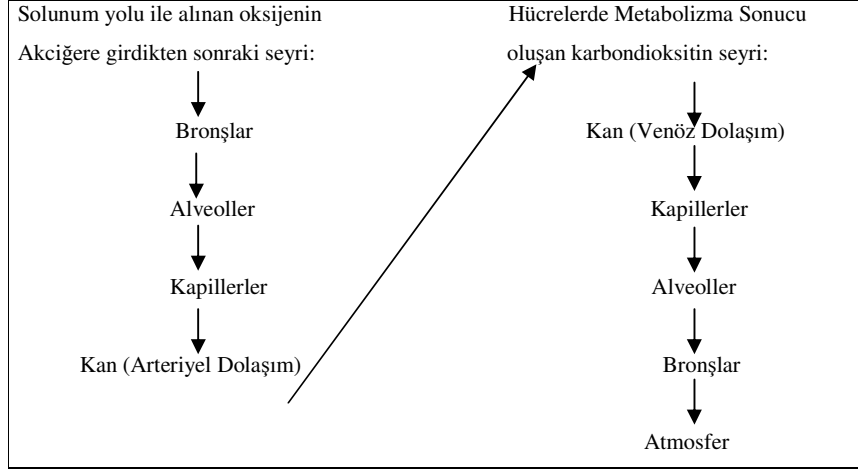 Solunum yolu ile alınan oksijenin
Akciğere girdikten sonraki seyri:
Bronşlar
Alveoller
Kapillerler
Kan (Arteriyel Dolaşım)
Hücrelerde Metabolizma Sonucu
oluşan karbondioksitin seyri:
Kan (Venöz Dolaşım)
Kapillerler
Alveoller
Bronşlar
Atmosfer